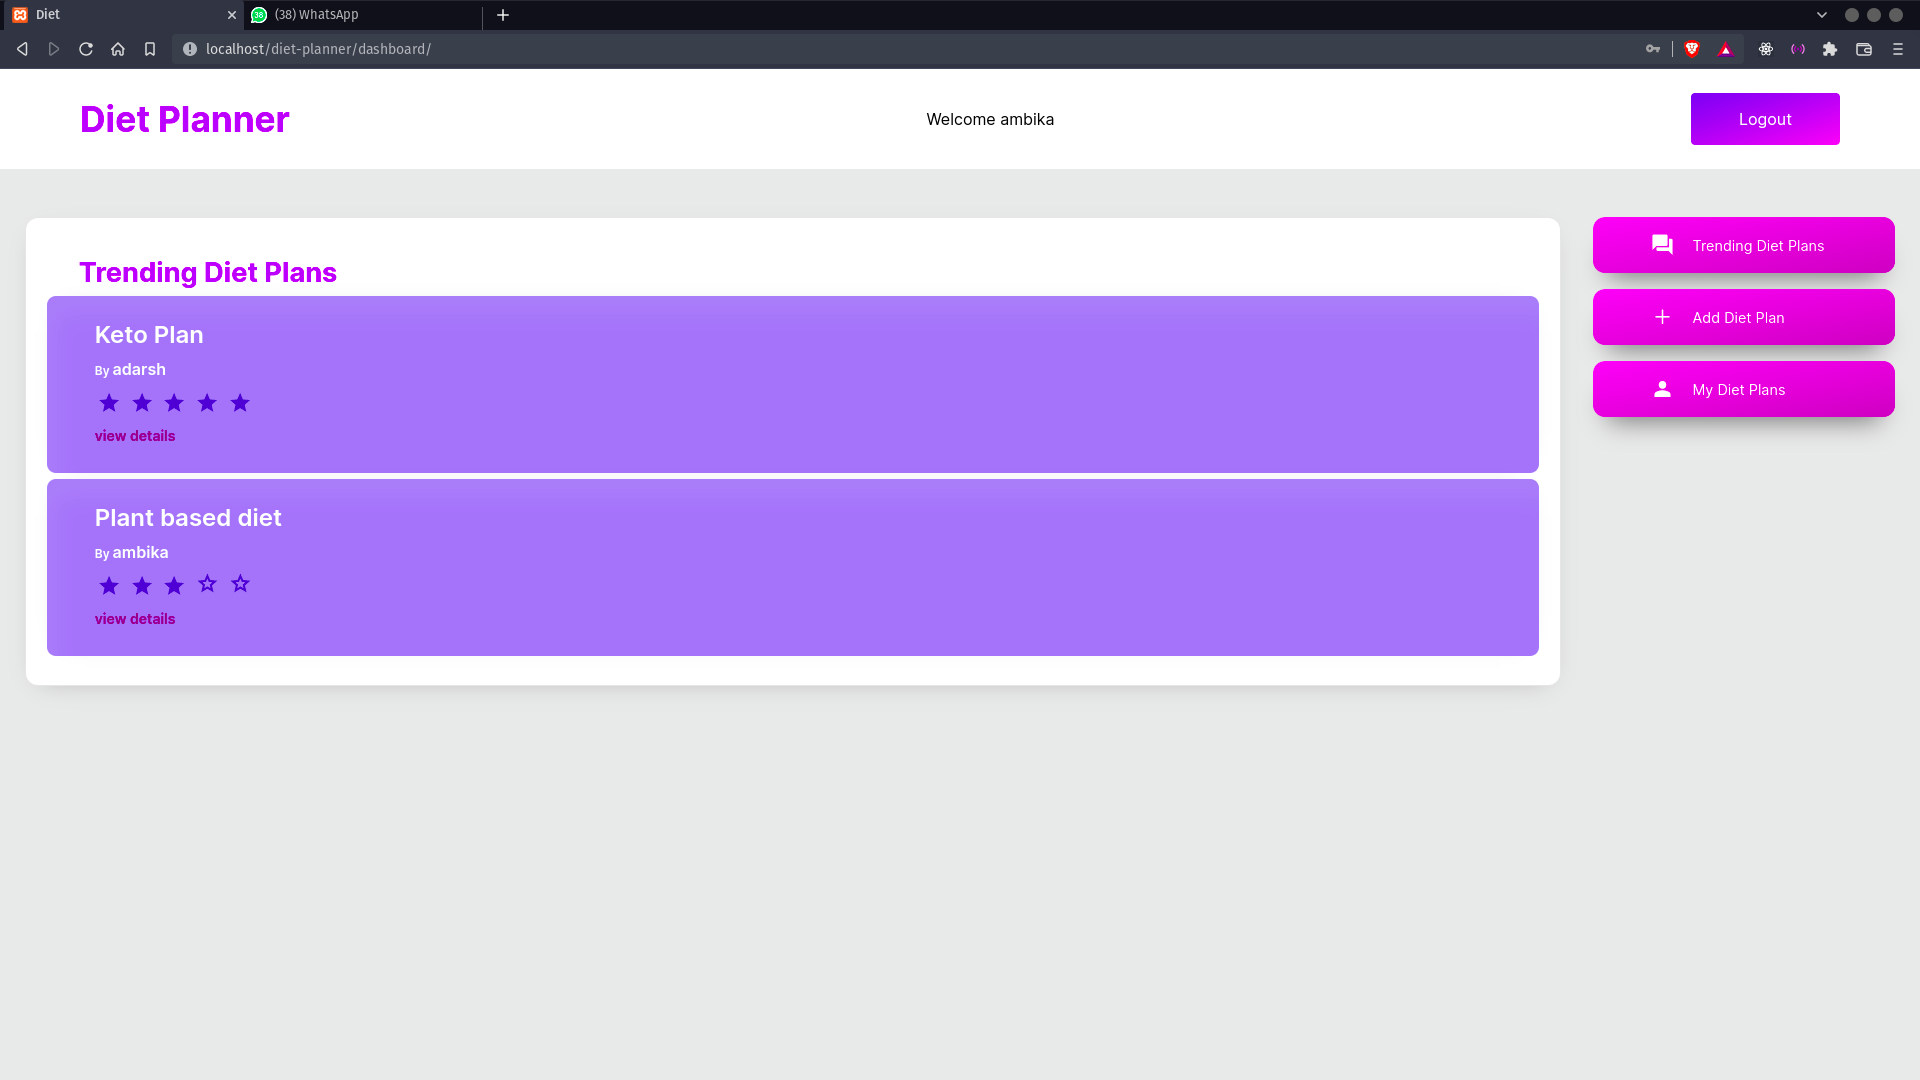 Diet
(38) WhatsApp
localhost/diet-planner/dashboard/
Diet Planner
Welcome ambika
Logout
Trending Diet Plans
Keto Plan
By adarsh
view details
Plant based diet
By ambika
view details
Trending Diet Plans
Add Diet Plan
My Diet Plans